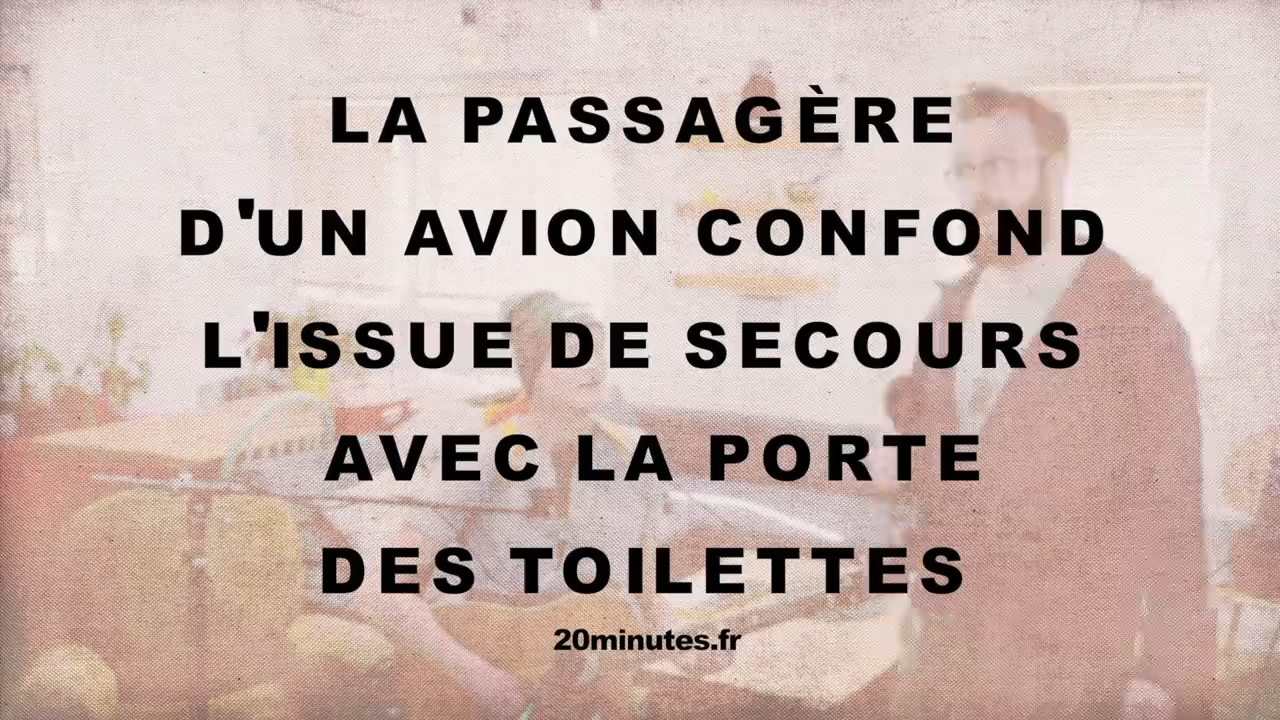 LA PASSAGÈRE
D'UN AVION CONFOND
L'ISSUE DE SECOURS
AVEC LA PORTE
DES TOILETTES
20minutes.fr